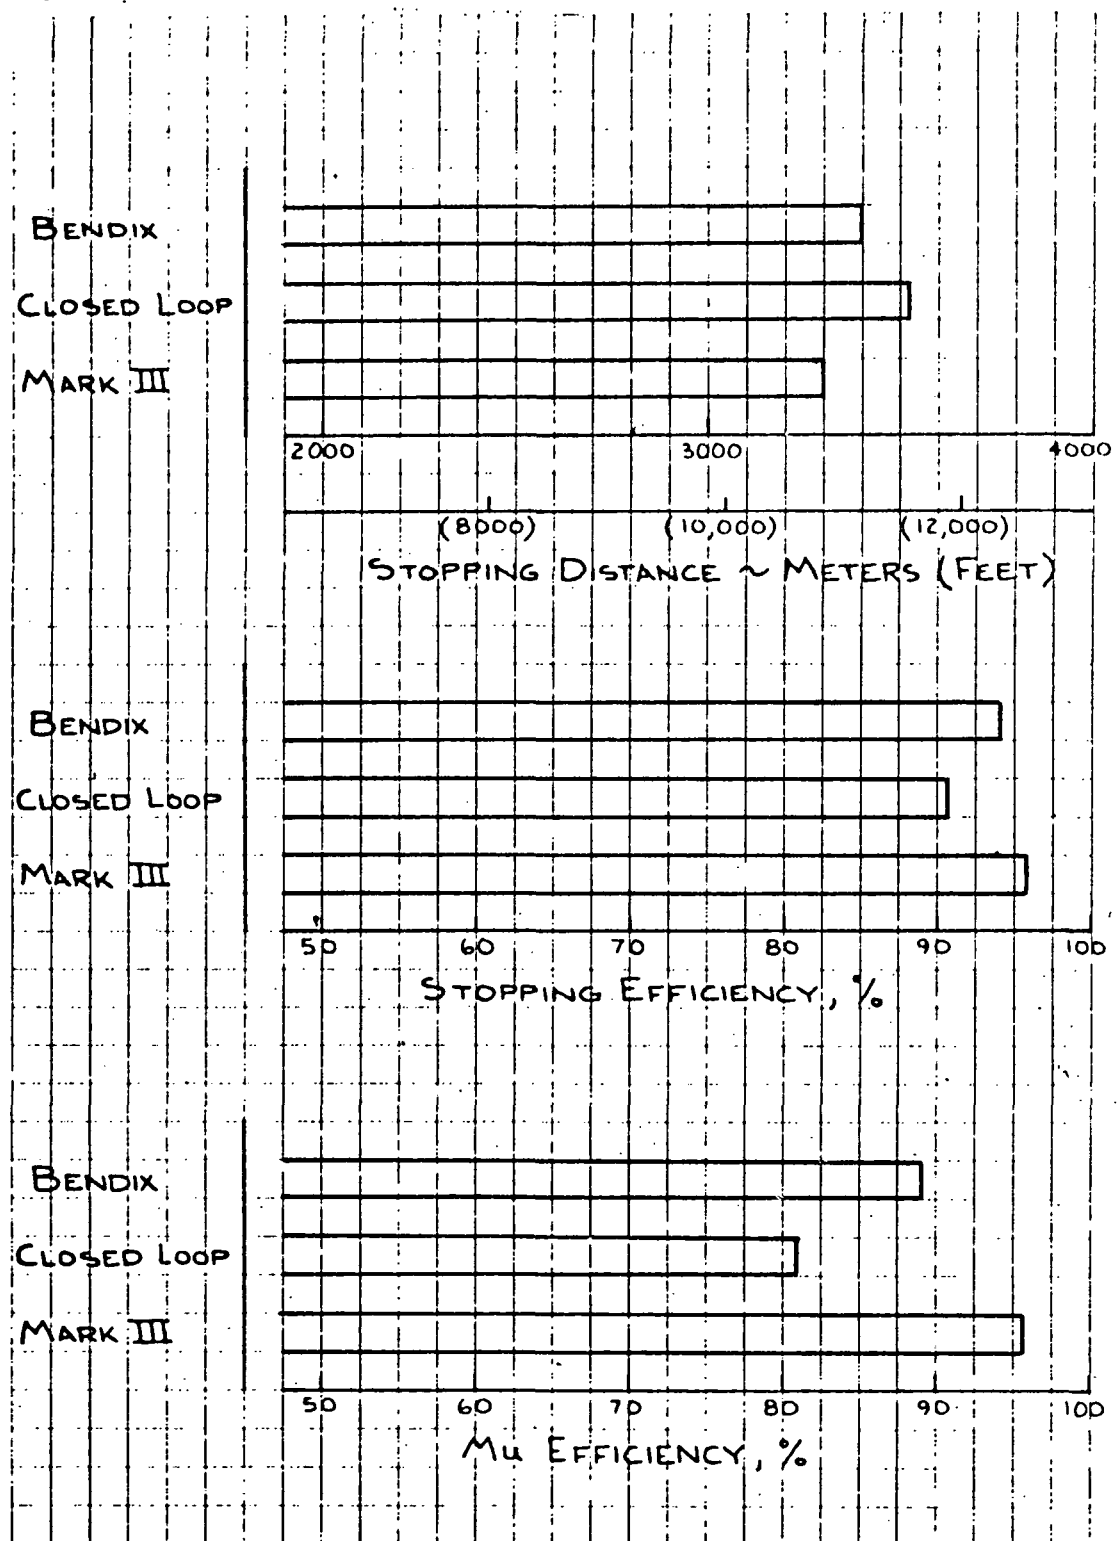 BENDIX
CLOSED LOOP
MARK III
2000 3000 4000
(8000) (10,000) (12,000)
STOPPING DISTANCE ~ METERS (FEET)
BENDIX
CLOSED LOOP
MARK III
50 60 70 80 90 100
STOPPING EFFICIENCY, %
BENDIX
CLOSED LOOP
MARK III
50 60 70 80 90 100
MU EFFICIENCY, %